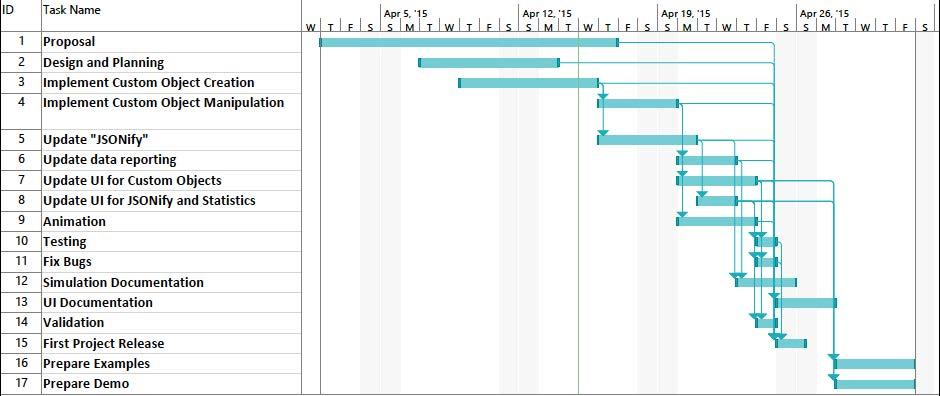 ID Task Name Apr 5, '15 Apr 12, '15 Apr 19, '15 Apr 26, '15
W T F S S M T W T F S S M T W T F S S M T W T F S S M T W T F S
1 Proposal
2 Design and Planning
3 Implement Custom Object Creation
4 Implement Custom Object Manipulation
5 Update "JSONify"
6 Update data reporting
7 Update UI for Custom Objects
8 Update UI for JSONify and Statistics
9 Animation
10 Testing
11 Fix Bugs
12 Simulation Documentation
13 UI Documentation
14 Validation
15 First Project Release
16 Prepare Examples
17 Prepare Demo